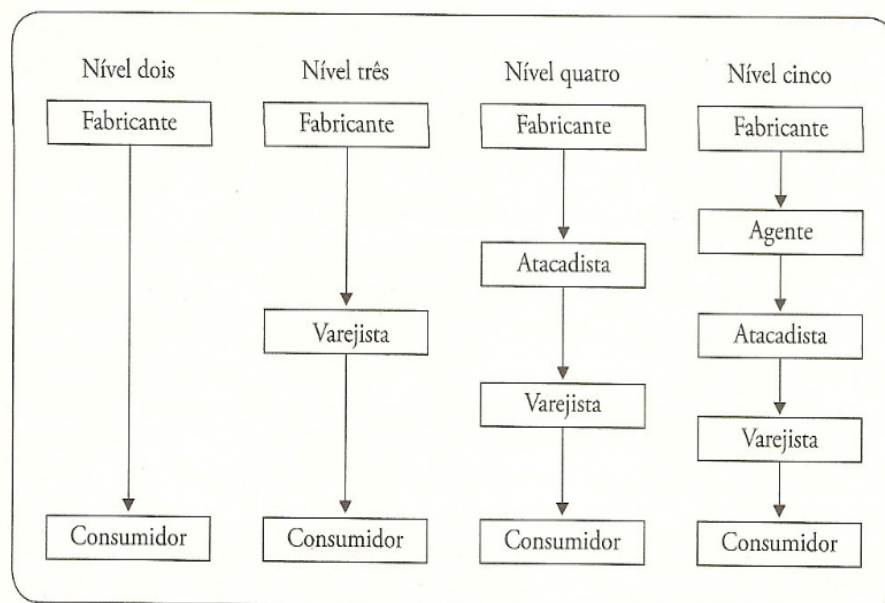 Nível dois
Fabricante
Consumidor
Nível três
Fabricante
Varejista
Consumidor
Nível quatro
Fabricante
Atacadista
Varejista
Consumidor
Nível cinco
Fabricante
Agente
Atacadista
Varejista
Consumidor